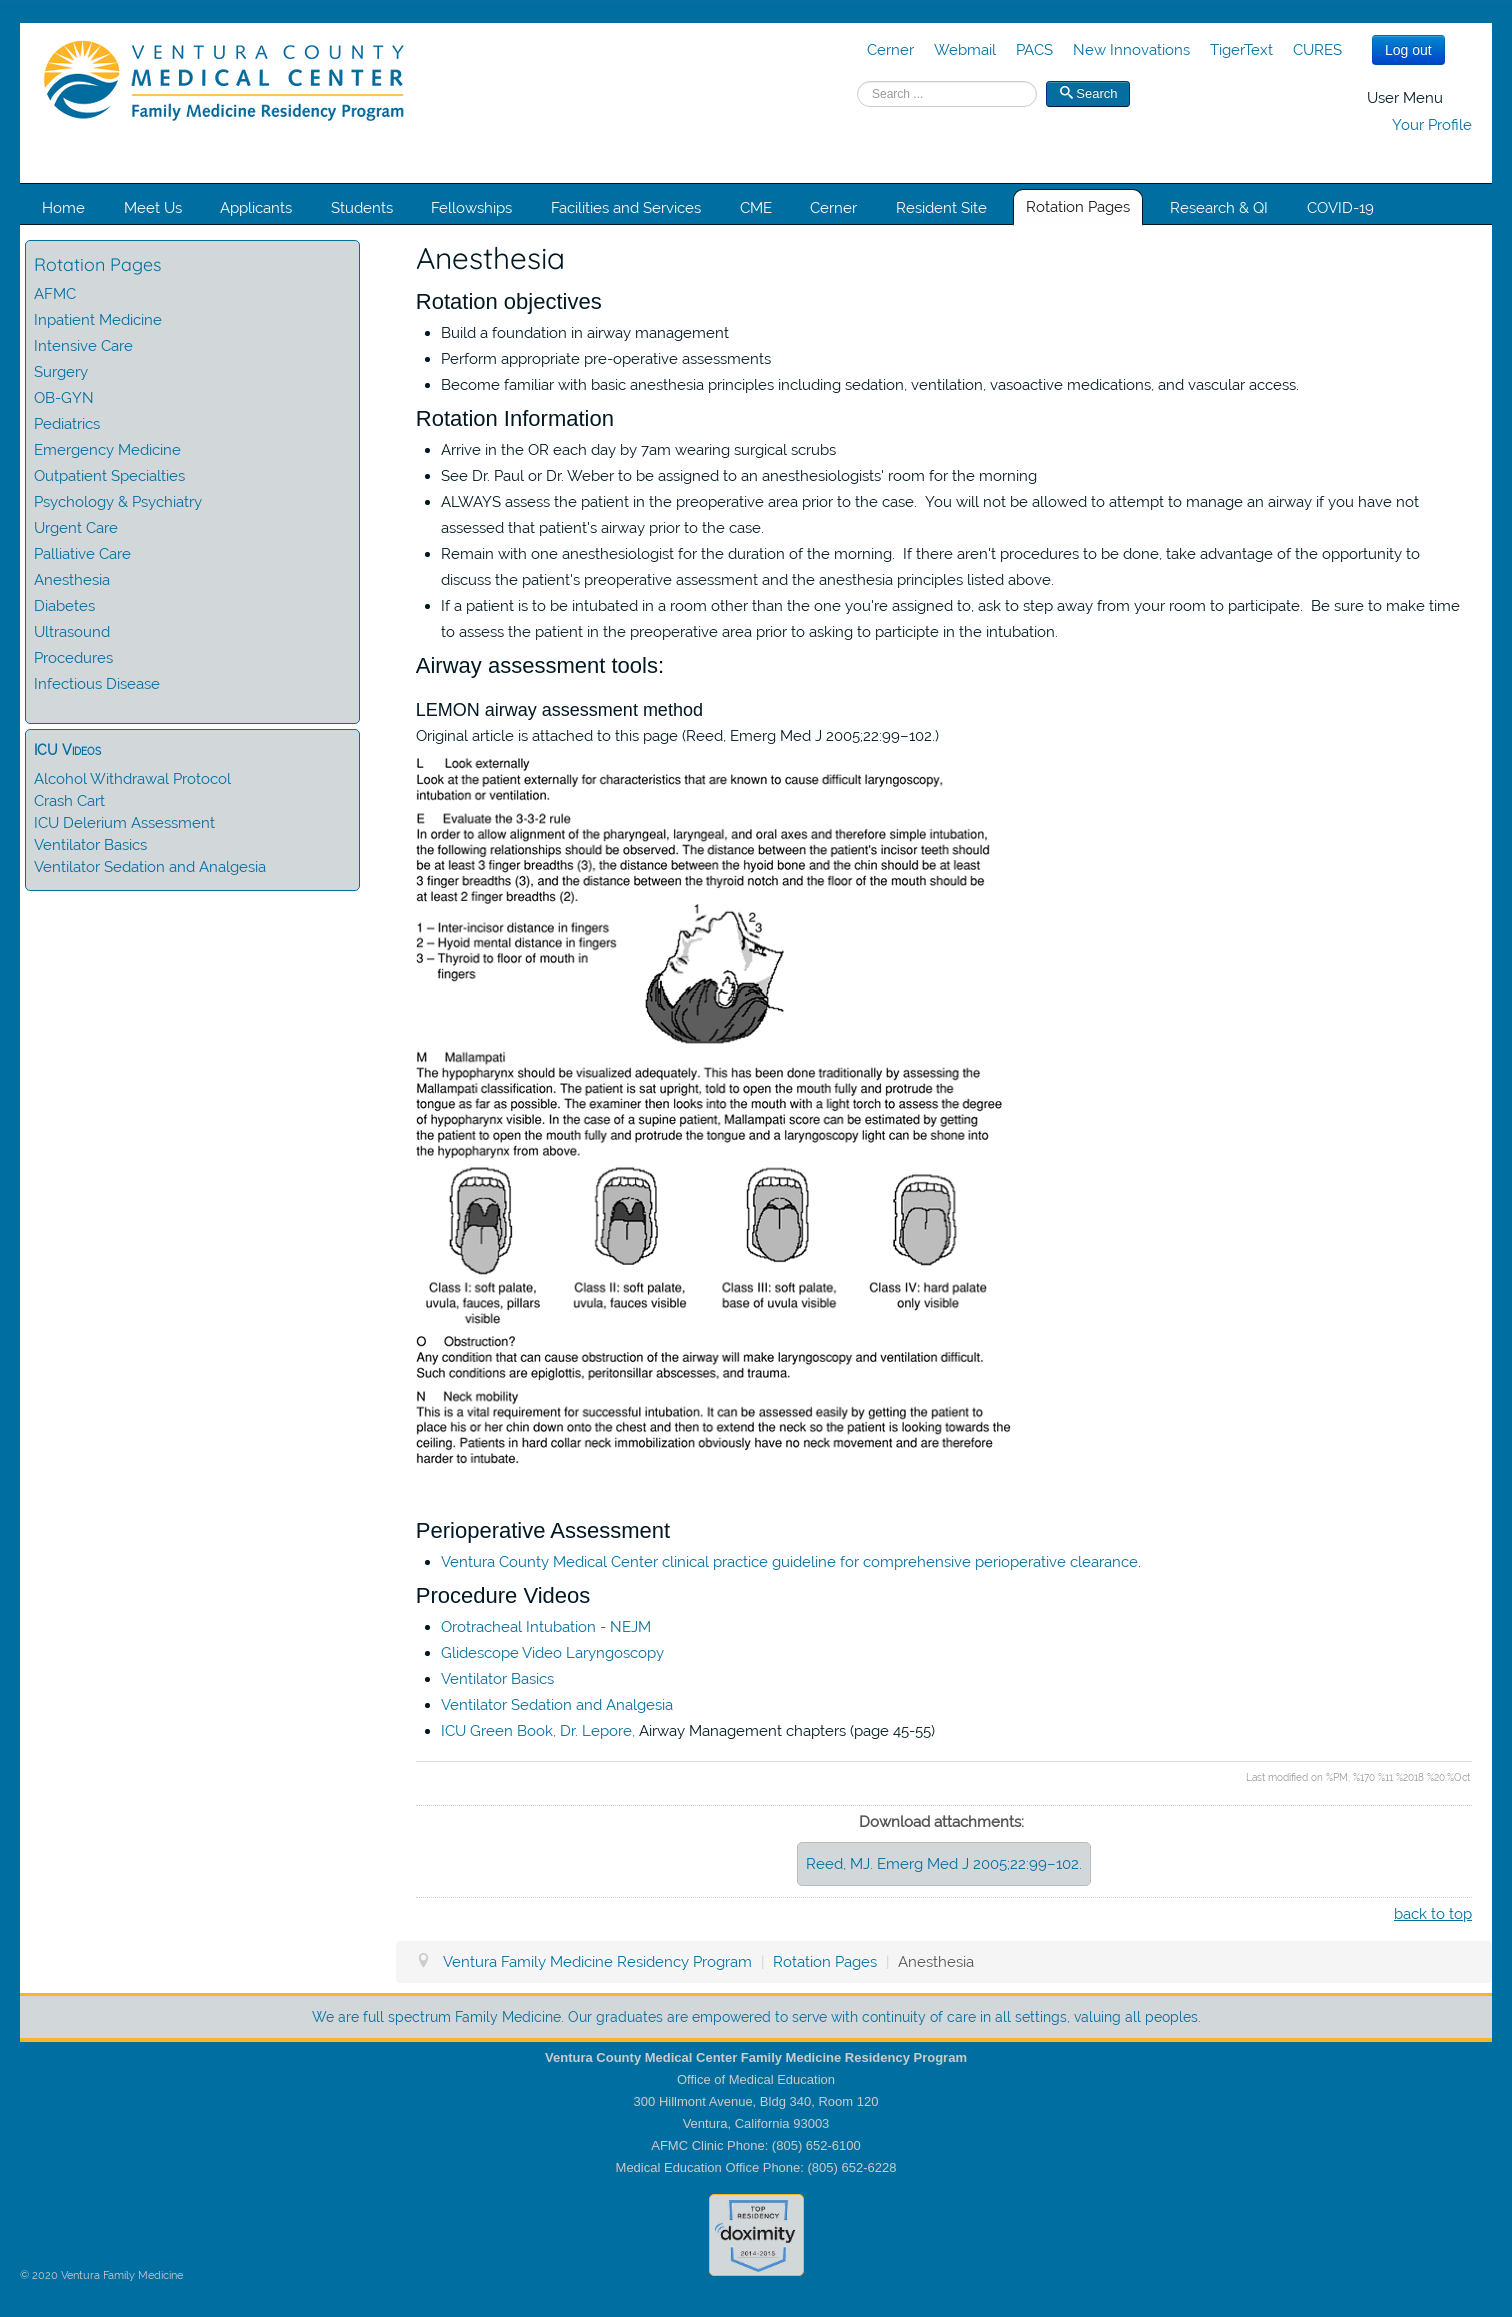 VENTURA COUNTY
MEDICAL CENTER
Family Medicine Residency Program
Cerner Webmail PACS New Innovations TigerText CURES Log out
Search ... Search
User Menu
Your Profile
Home Meet Us Applicants Students Fellowships Facilities and Services CME Cerner Resident Site Rotation Pages Research & QI COVID-19
Rotation Pages
AFMC
Inpatient Medicine
Intensive Care
Surgery
OB-GYN
Pediatrics
Emergency Medicine
Outpatient Specialties
Psychology & Psychiatry
Urgent Care
Palliative Care
Anesthesia
Diabetes
Ultrasound
Procedures
Infectious Disease
ICU Videos
Alcohol Withdrawal Protocol
Crash Cart
ICU Delerium Assessment
Ventilator Basics
Ventilator Sedation and Analgesia
Anesthesia
Rotation objectives
Build a foundation in airway management
Perform appropriate pre-operative assessments
Become familiar with basic anesthesia principles including sedation, ventilation, vasoactive medications, and vascular access.
Rotation Information
Arrive in the OR each day by 7am wearing surgical scrubs
See Dr. Paul or Dr. Weber to be assigned to an anesthesiologists' room for the morning
ALWAYS assess the patient in the preoperative area prior to the case. You will not be allowed to attempt to manage an airway if you have not
assessed that patient's airway prior to the case.
Remain with one anesthesiologist for the duration of the morning. If there aren't procedures to be done, take advantage of the opportunity to
discuss the patient's preoperative assessment and the anesthesia principles listed above.
If a patient is to be intubated in a room other than the one you're assigned to, ask to step away from your room to participate. Be sure to make time
to assess the patient in the preoperative area prior to asking to participte in the intubation.
Airway assessment tools:
LEMON airway assessment method
Original article is attached to this page (Reed, Emerg Med J 2005;22:99–102.)
L Look externally
Look at the patient externally for characteristics that are known to cause difficult laryngoscopy,
intubation or ventilation.
E Evaluate the 3-3-2 rule
In order to allow alignment of the pharyngeal, laryngeal, and oral axes and therefore simple intubation,
the following relationships should be observed. The distance between the patient's incisor teeth should
be at least 3 finger breadths (3), the distance between the hyoid bone and the chin should be at least
3 finger breadths (3), and the distance between the thyroid notch and the floor of the mouth should be
at least 2 finger breadths (2).
1 – Inter-incisor distance in fingers
2 – Hyoid mental distance in fingers
3 – Thyroid to floor of mouth in
fingers
1
2
3
M Mallampati
The hypopharynx should be visualized adequately. This has been done traditionally by assessing the
Mallampati classification. The patient is sat upright, told to open the mouth fully and protrude the
tongue as far as possible. The examiner then looks into the mouth with a light torch to assess the degree
of hypopharynx visible. In the case of a supine patient, Mallampati score can be estimated by getting
the patient to open the mouth fully and protrude the tongue and a laryngoscopy light can be shone into
the hypopharynx from above.
Class I: soft palate,
uvula, fauces, pillars
visible
Class II: soft palate,
uvula, fauces visible
Class III: soft palate,
base of uvula visible
Class IV: hard palate
only visible
O Obstruction?
Any condition that can cause obstruction of the airway will make laryngoscopy and ventilation difficult.
Such conditions are epiglottis, peritonsillar abscesses, and trauma.
N Neck mobility
This is a vital requirement for successful intubation. It can be assessed easily by getting the patient to
place his or her chin down onto the chest and then to extend the neck so the patient is looking towards the
ceiling. Patients in hard collar neck immobilization obviously have no neck movement and are therefore
harder to intubate.
Perioperative Assessment
Ventura County Medical Center clinical practice guideline for comprehensive perioperative clearance.
Procedure Videos
Orotracheal Intubation - NEJM
Glidescope Video Laryngoscopy
Ventilator Basics
Ventilator Sedation and Analgesia
ICU Green Book, Dr. Lepore, Airway Management chapters (page 45-55)
Last modified on %PM, %170 %11 %2018 %20:%Oct
Download attachments:
Reed, MJ. Emerg Med J 2005;22:99–102.
back to top
Ventura Family Medicine Residency Program | Rotation Pages | Anesthesia
We are full spectrum Family Medicine. Our graduates are empowered to serve with continuity of care in all settings, valuing all peoples.
Ventura County Medical Center Family Medicine Residency Program
Office of Medical Education
300 Hillmont Avenue, Bldg 340, Room 120
Ventura, California 93003
AFMC Clinic Phone: (805) 652-6100
Medical Education Office Phone: (805) 652-6228
TOP
RESIDENCY
doximity
2014-2015
© 2020 Ventura Family Medicine